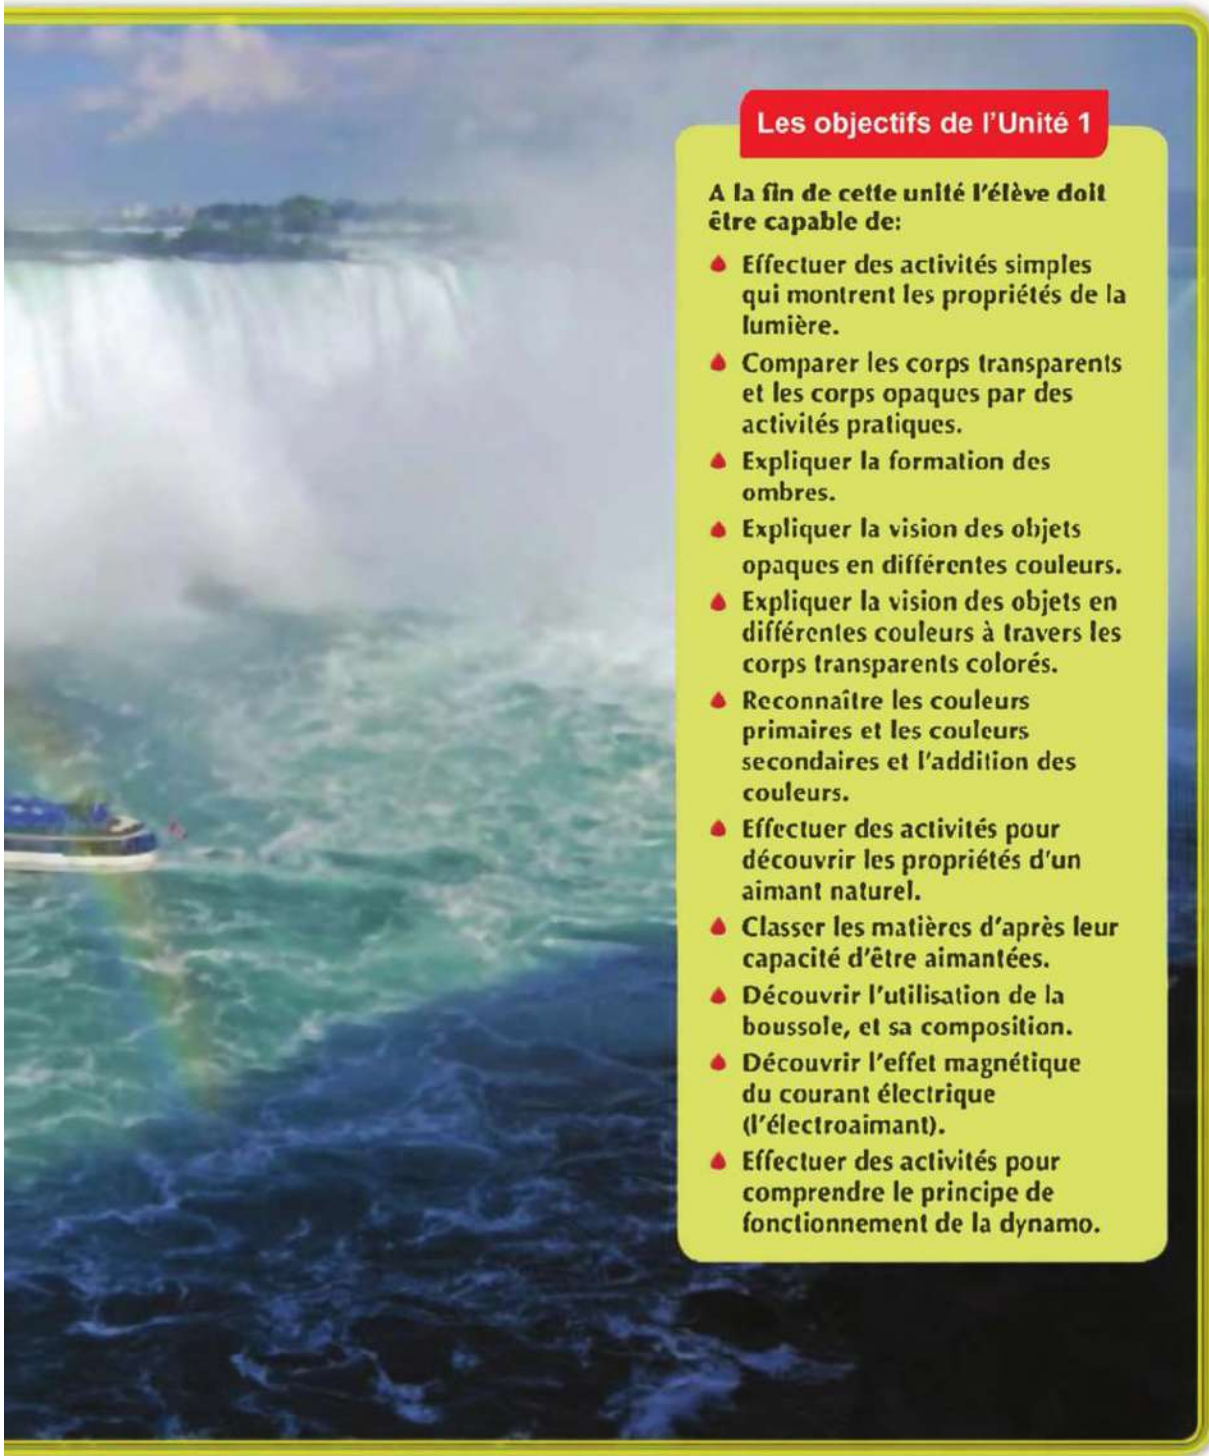 Les objectifs de l'Unité 1
A la fin de cette unité l'élève doit
être capable de:
Effectuer des activités simples
qui montrent les propriétés de la
lumière.
Comparer les corps transparents
et les corps opaques par des
activités pratiques.
Expliquer la formation des
ombres.
Expliquer la vision des objets
opaques en différentes couleurs.
Expliquer la vision des objets en
différentes couleurs à travers les
corps transparents colorés.
Reconnaître les couleurs
primaires et les couleurs
secondaires et l'addition des
couleurs.
Effectuer des activités pour
découvrir les propriétés d'un
aimant naturel.
Classer les matières d'après leur
capacité d'être aimantées.
Découvrir l'utilisation de la
boussole, et sa composition.
Découvrir l'effet magnétique
du courant électrique
(l'électroaimant).
Effectuer des activités pour
comprendre le principe de
fonctionnement de la dynamo.